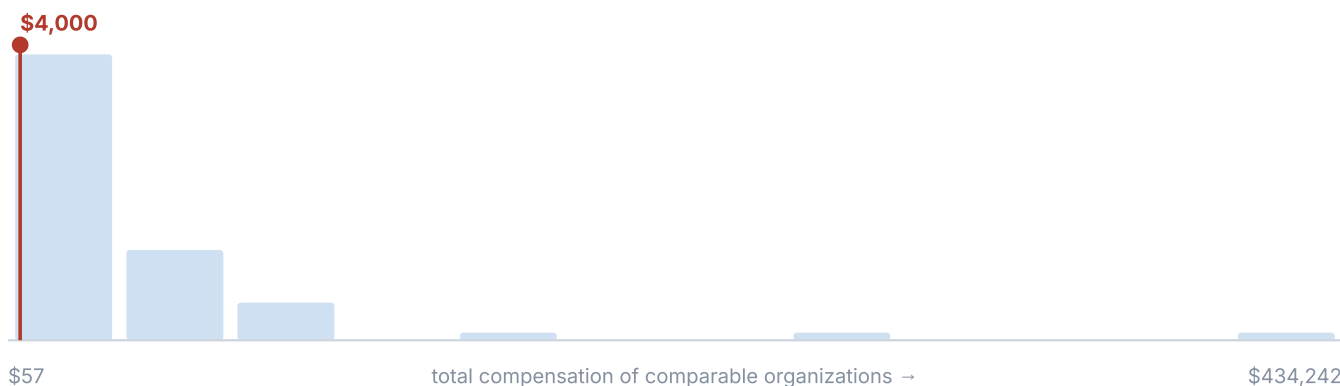 $4,000
$57 total compensation of comparable organizations → $434,242